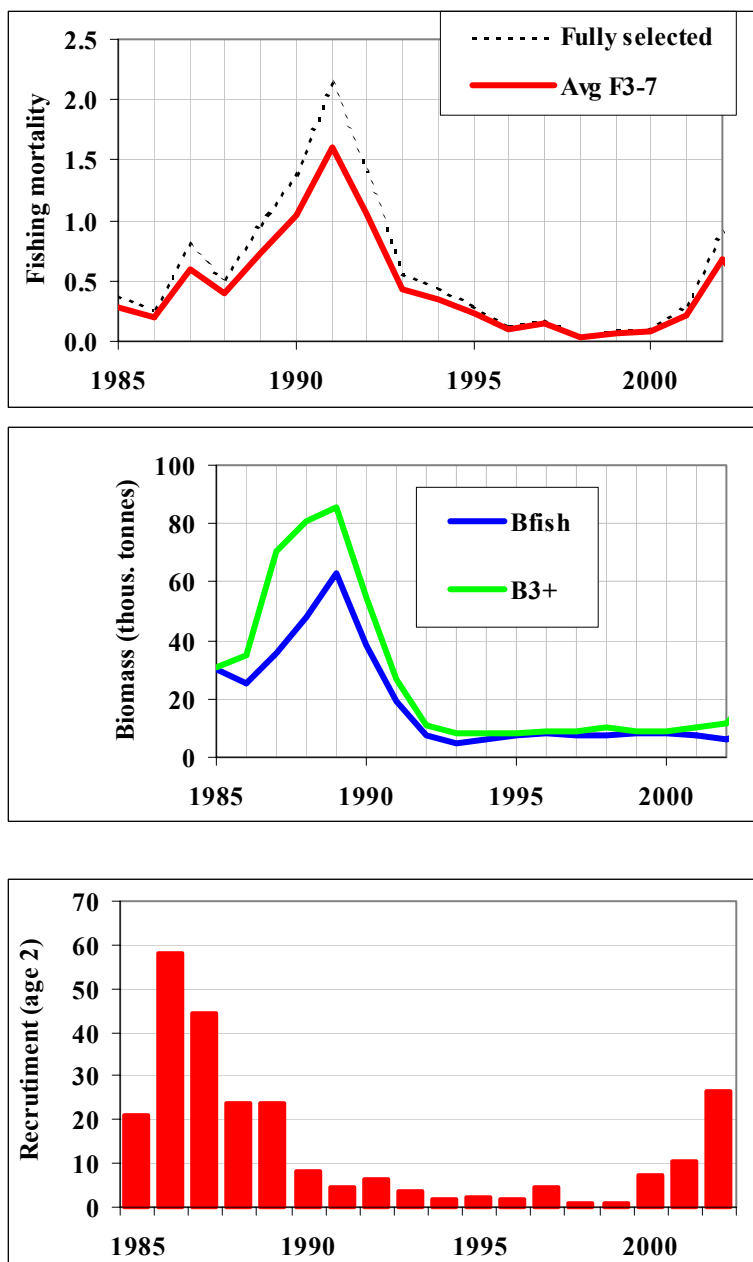 Fully selected
Avg F3-7
Fishing mortality
2.5
2.0
1.5
1.0
0.5
0.0
1985 1990 1995 2000
Biomass (thous. tonnes)
100
80
60
40
20
0
Bfish
B3+
1985 1990 1995 2000
Recrutiment (age 2)
70
60
50
40
30
20
10
0
1985 1990 1995 2000